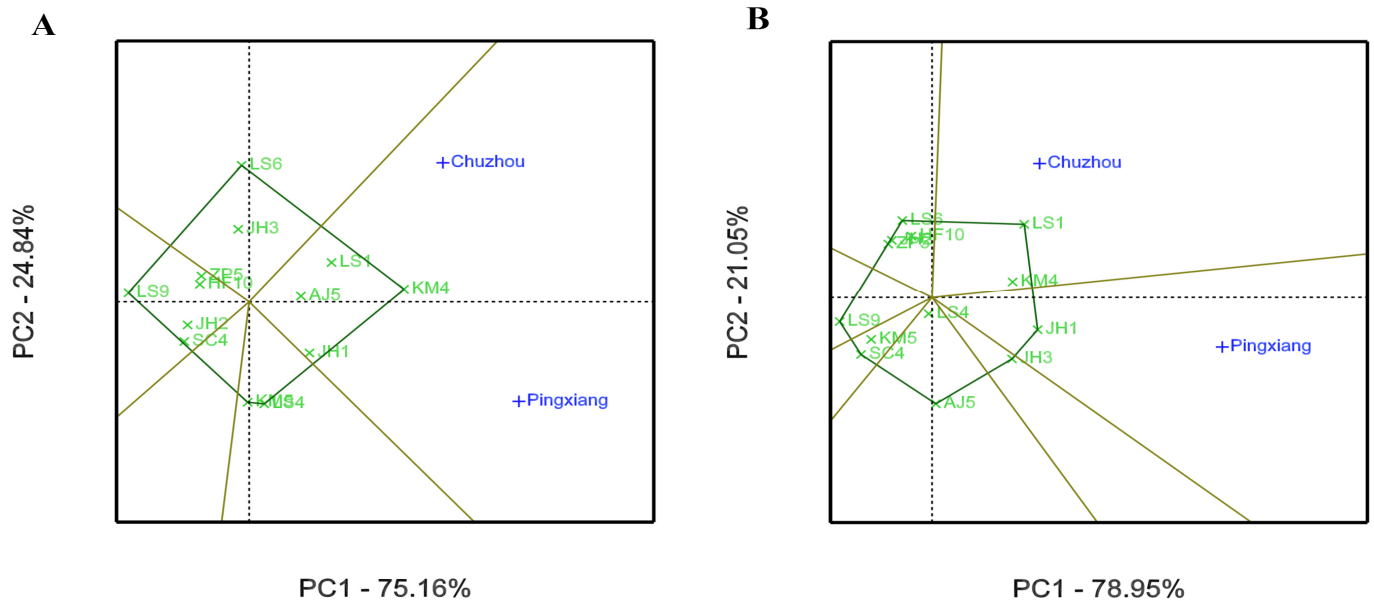 A
PC2 - 24.84%
LS6
Chuzhou
JH3
LS1
ZP5
HF10
LS9
AJ5
KM4
JH2
SC4
JH1
KM5
LS4
Pingxiang
PC1 - 75.16%
B
PC2 - 21.05%
Chuzhou
LS6
LS1
HF10
ZP5
KM4
LS4
LS9
JH1
KM5
SC4
JH3
Pingxiang
AJ5
PC1 - 78.95%